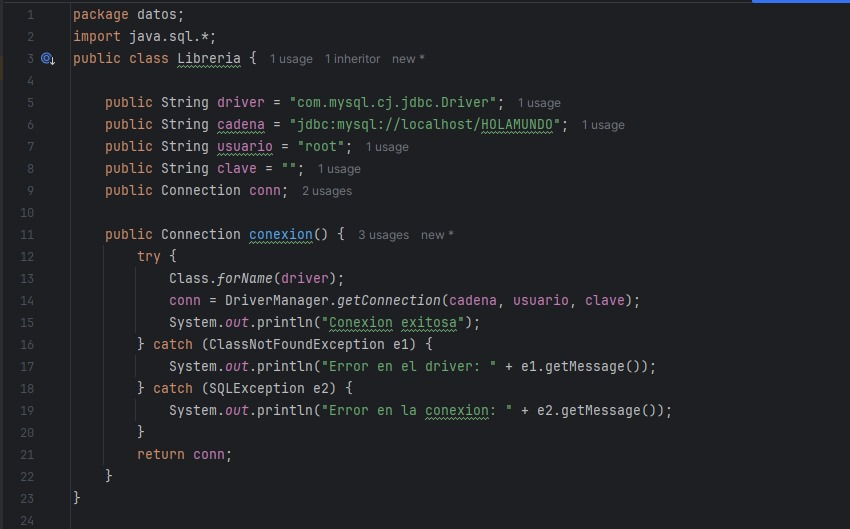 1 package datos;
2 import java.sql.*;
3 public class Libreria { 1 usage 1 inheritor new *
4
5 public String driver = "com.mysql.cj.jdbc.Driver"; 1 usage
6 public String cadena = "jdbc:mysql://localhost/HOLAMUNDO"; 1 usage
7 public String usuario = "root"; 1 usage
8 public String clave = ""; 1 usage
9 public Connection conn; 2 usages
10
11 public Connection conexion() { 3 usages new *
12 try {
13 Class.forName(driver);
14 conn = DriverManager.getConnection(cadena, usuario, clave);
15 System.out.println("Conexion exitosa");
16 } catch (ClassNotFoundException e1) {
17 System.out.println("Error en el driver: " + e1.getMessage());
18 } catch (SQLException e2) {
19 System.out.println("Error en la conexion: " + e2.getMessage());
20 }
21 return conn;
22 }
23 }
24